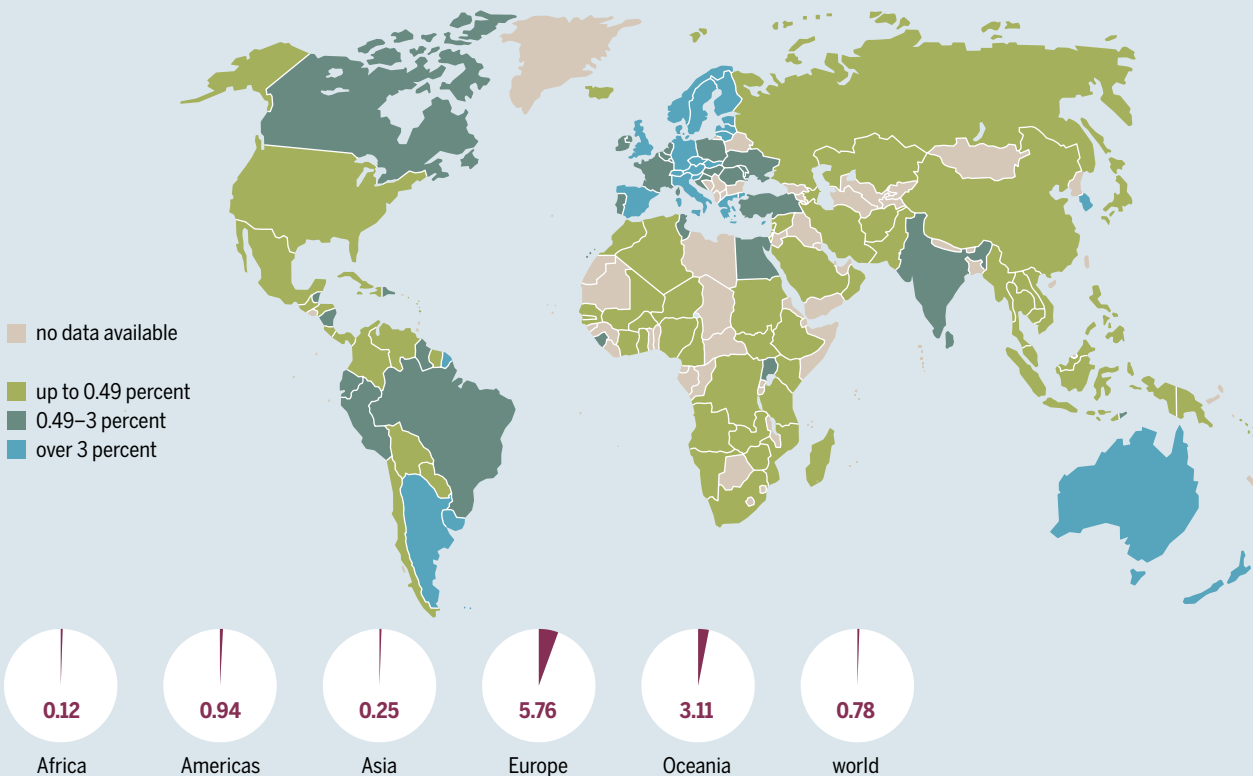 no data available
up to 0.49 percent
0.49–3 percent
over 3 percent
0.12
0.94
0.25
5.76
3.11
0.78
Africa
Americas
Asia
Europe
Oceania
world